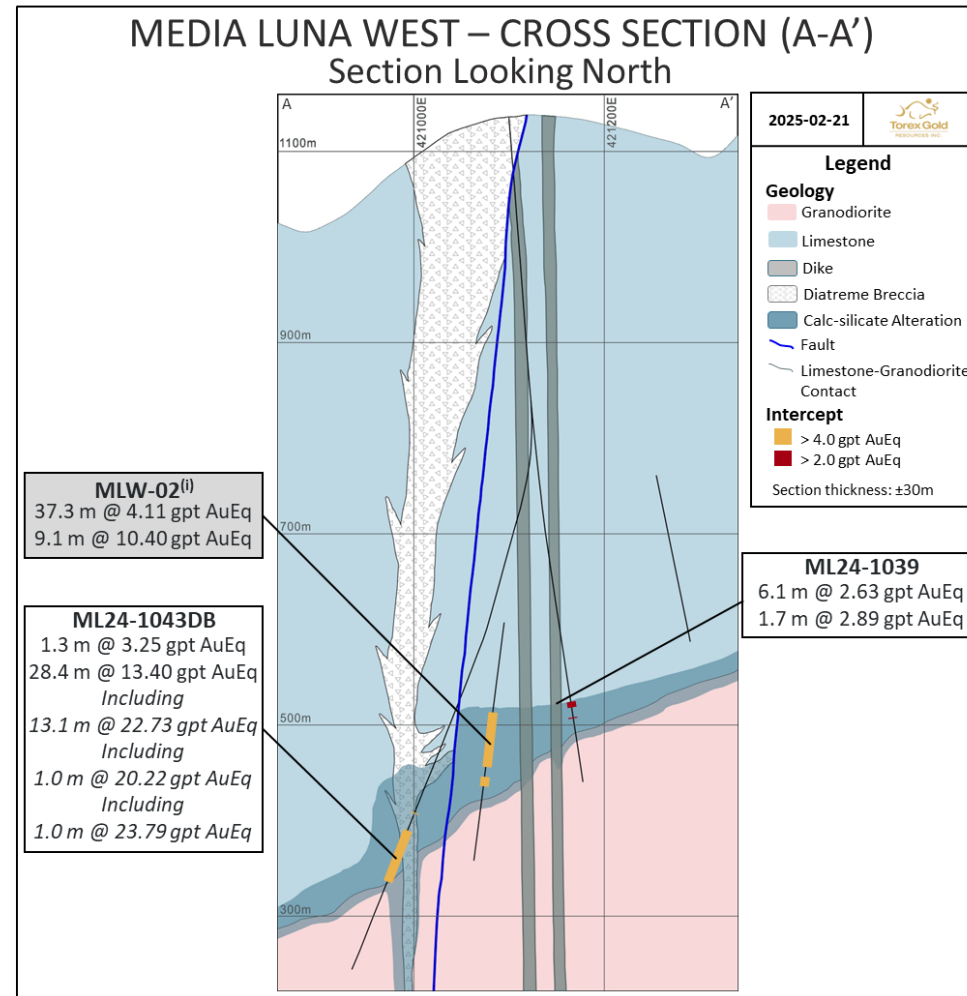 MEDIA LUNA WEST – CROSS SECTION (A-A’)
Section Looking North
A
A’
421000E
421200E
1100m
900m
700m
500m
300m
2025-02-21
Torex Gold
RESOURCES INC.
Legend
Geology
Granodiorite
Limestone
Dike
Diatreme Breccia
Calc-silicate Alteration
Fault
Limestone-Granodiorite
Contact
Intercept
> 4.0 gpt AuEq
> 2.0 gpt AuEq
Section thickness: ±30m
MLW-02(i)
37.3 m @ 4.11 gpt AuEq
9.1 m @ 10.40 gpt AuEq
ML24-1043DB
1.3 m @ 3.25 gpt AuEq
28.4 m @ 13.40 gpt AuEq
Including
13.1 m @ 22.73 gpt AuEq
Including
1.0 m @ 20.22 gpt AuEq
Including
1.0 m @ 23.79 gpt AuEq
ML24-1039
6.1 m @ 2.63 gpt AuEq
1.7 m @ 2.89 gpt AuEq